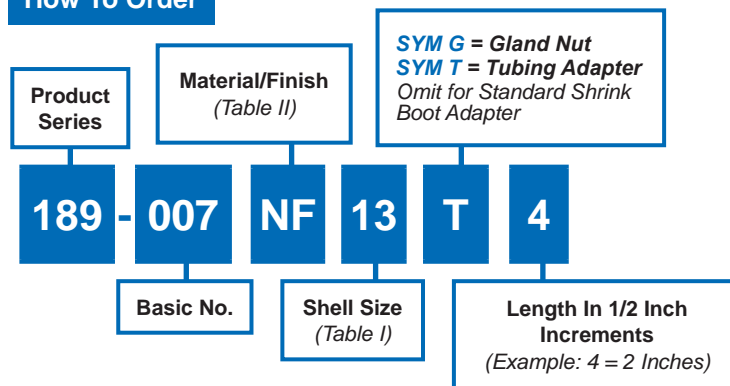 How To Order
SYM G = Gland Nut
SYM T = Tubing Adapter
Omit for Standard Shrink
Boot Adapter
Material/Finish
(Table II)
Product
Series
189 - 007 NF 13 T 4
Basic No.
Shell Size
(Table I)
Length In 1/2 Inch
Increments
(Example: 4 = 2 Inches)